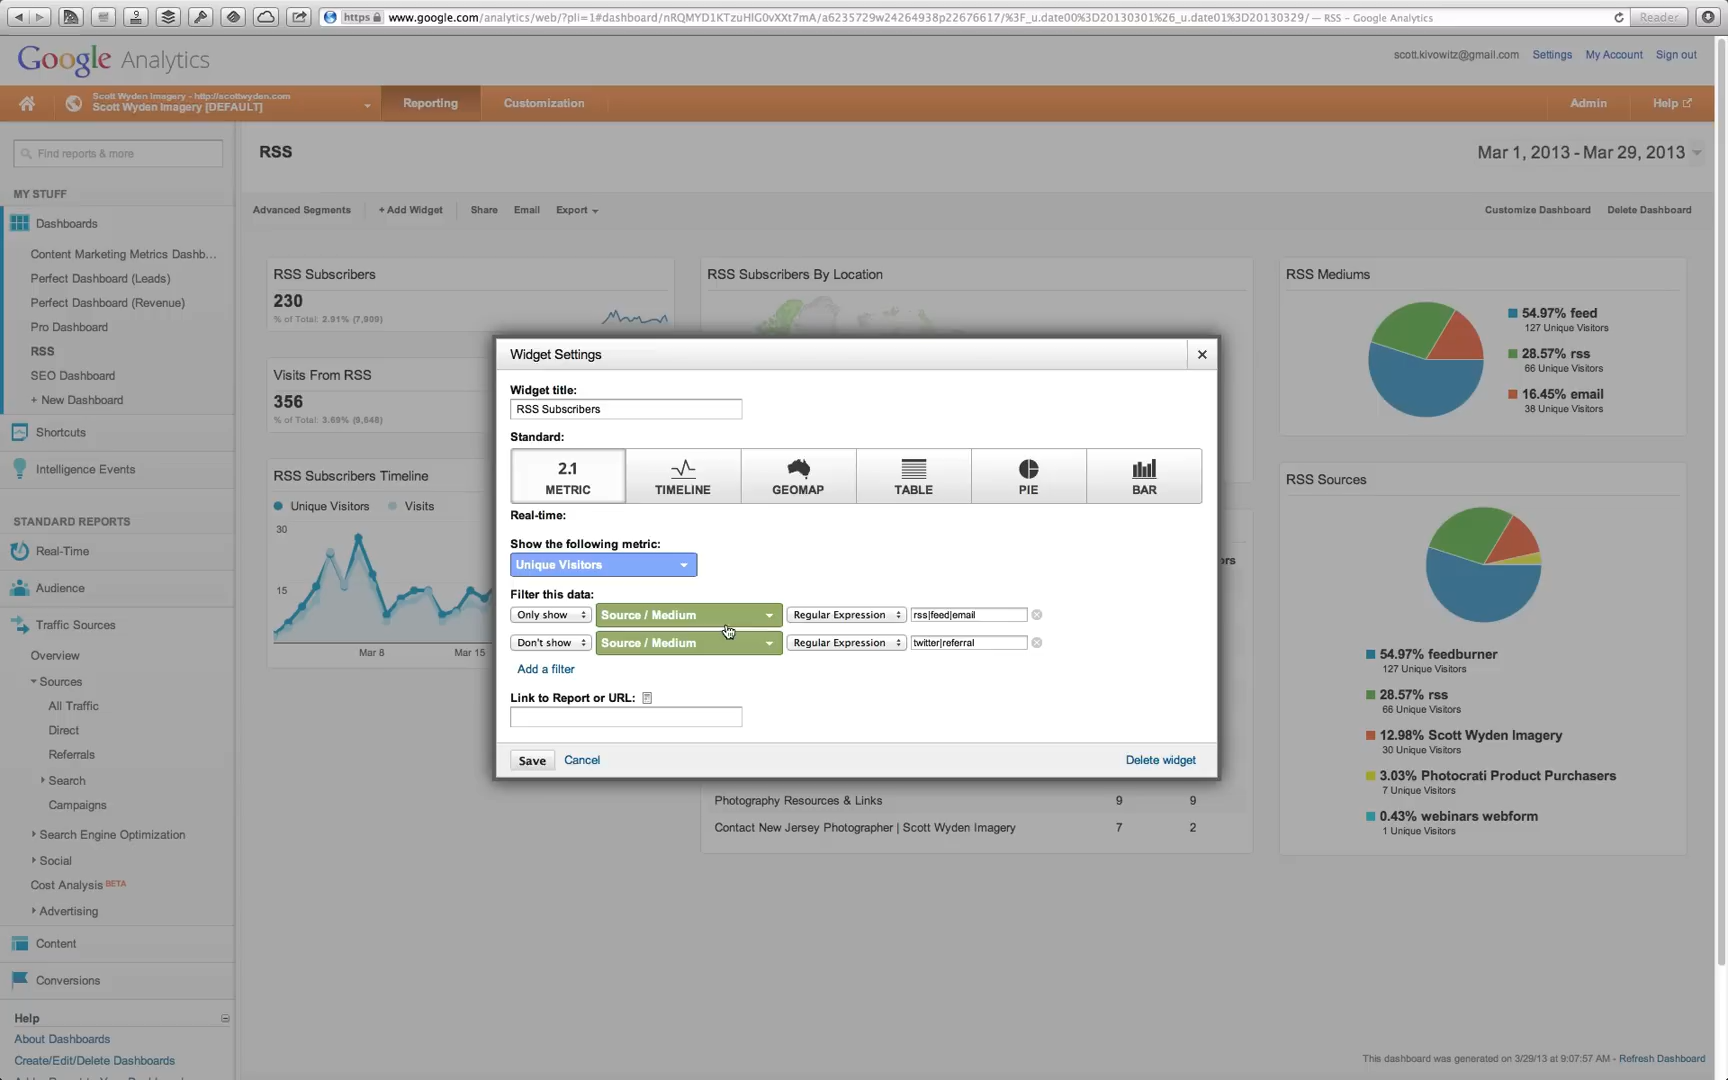 https www.google.com/analytics/web/?pli=1#dashboard/nRQMYD1KTzuHlG0vXXt7mA/a6235729w24264938p22676617/%3F_u.date00%3D20130301%26_u.date01%3D20130329/ — RSS – Google Analytics
Reader
Google Analytics
scott.kivowitz@gmail.com Settings My Account Sign out
Scott Wyden Imagery - http://scottwyden.com
Scott Wyden Imagery [DEFAULT]
Reporting
Customization
Admin
Help
Find reports & more
RSS
Mar 1, 2013 - Mar 29, 2013
MY STUFF
Dashboards
Content Marketing Metrics Dashb...
Perfect Dashboard (Leads)
Perfect Dashboard (Revenue)
Pro Dashboard
RSS
SEO Dashboard
+ New Dashboard
Shortcuts
Intelligence Events
STANDARD REPORTS
Real-Time
Audience
Traffic Sources
Overview
Sources
All Traffic
Direct
Referrals
Search
Campaigns
Search Engine Optimization
Social
Cost Analysis BETA
Advertising
Content
Conversions
Help
About Dashboards
Create/Edit/Delete Dashboards
Advanced Segments
+ Add Widget
Share
Email
Export
Customize Dashboard
Delete Dashboard
RSS Subscribers
230
% of Total: 2.91% (7,909)
Visits From RSS
356
% of Total: 3.69% (9,648)
RSS Subscribers Timeline
Unique Visitors Visits
30
15
Mar 8 Mar 15
RSS Subscribers By Location
Widget Settings
Widget title:
RSS Subscribers
Standard:
2.1
METRIC
TIMELINE
GEOMAP
TABLE
PIE
BAR
Real-time:
Show the following metric:
Unique Visitors
Filter this data:
Only show Source / Medium Regular Expression rss|feed|email
Don't show Source / Medium Regular Expression twitter|referral
Add a filter
Link to Report or URL:
Save Cancel Delete widget
Photography Resources & Links 9 9
Contact New Jersey Photographer | Scott Wyden Imagery 7 2
RSS Mediums
54.97% feed
127 Unique Visitors
28.57% rss
66 Unique Visitors
16.45% email
38 Unique Visitors
RSS Sources
54.97% feedburner
127 Unique Visitors
28.57% rss
66 Unique Visitors
12.98% Scott Wyden Imagery
30 Unique Visitors
3.03% Photocrati Product Purchasers
7 Unique Visitors
0.43% webinars webform
1 Unique Visitors
This dashboard was generated on 3/29/13 at 9:07:57 AM - Refresh Dashboard